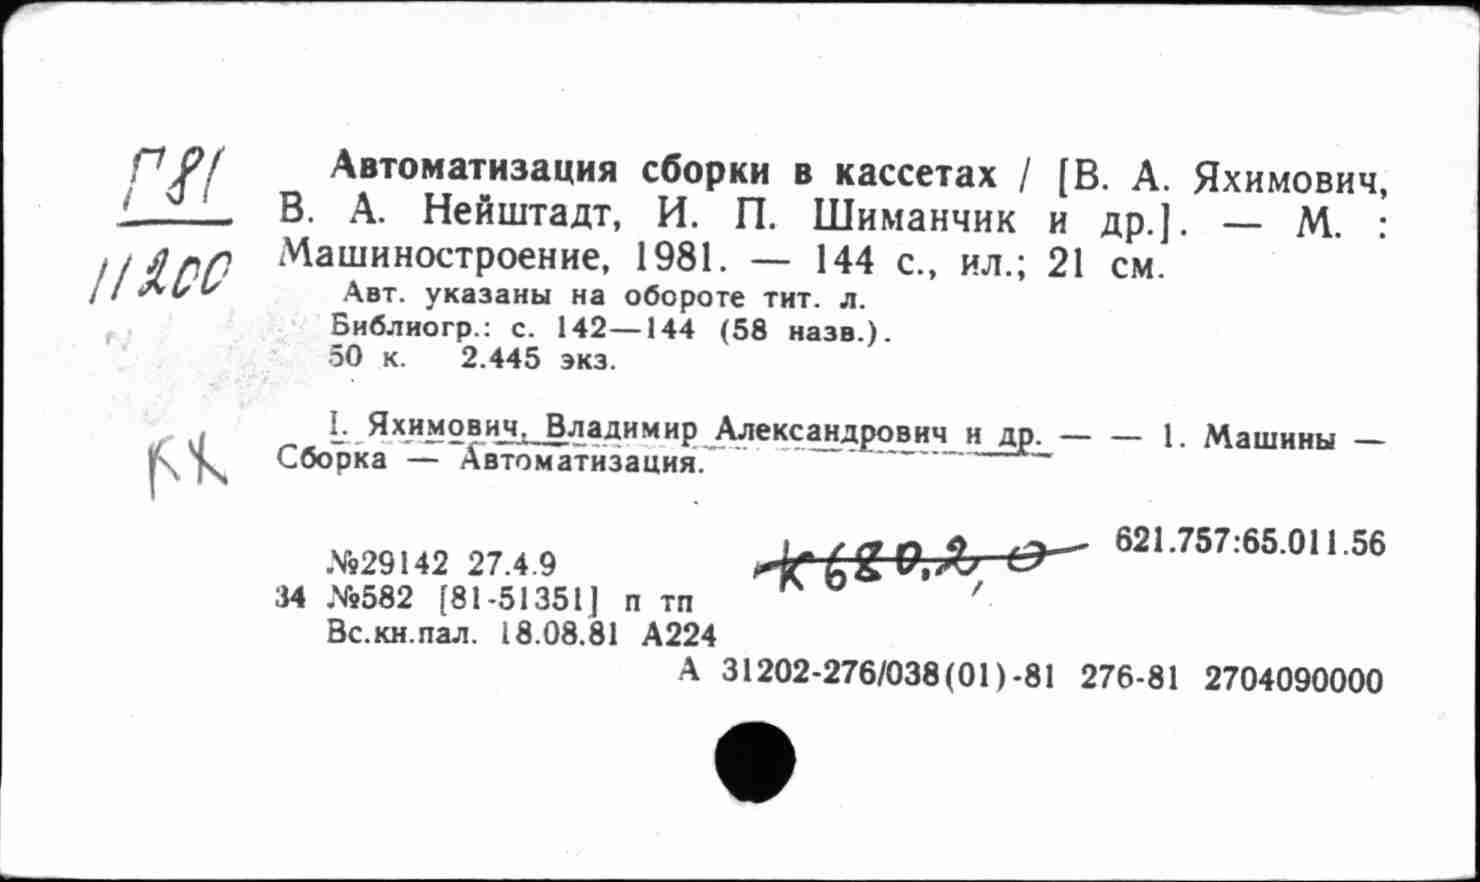 Г81
11200
КХ
Автоматизация сборки в кассетах / [В. А. Яхимович,
В. А. Нейштадт, И. П. Шиманчик и др.]. — М. :
Машиностроение, 1981. — 144 с., ил.; 21 см.
Авт. указаны на обороте тит. л.
Библиогр.: с. 142—144 (58 назв.).
50 к. 2.445 экз.
I. Яхимович, Владимир Александрович и др. — — 1. Машины —
Сборка — Автоматизация.
К680.2,0 621.757:65.011.56
№29142 27.4.9
34 №582 [81-51351] п тп
Вс.кн.пал. 18.08.81 А224
А 31202-276/038(01)-81 276-81 2704090000